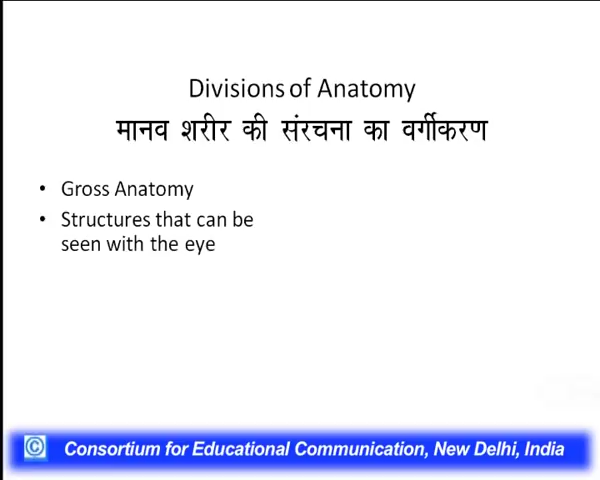 Divisions of Anatomy
मानव शरीर की संरचना का वर्गीकरण
• Gross Anatomy
• Structures that can be
seen with the eye
© Consortium for Educational Communication, New Delhi, India